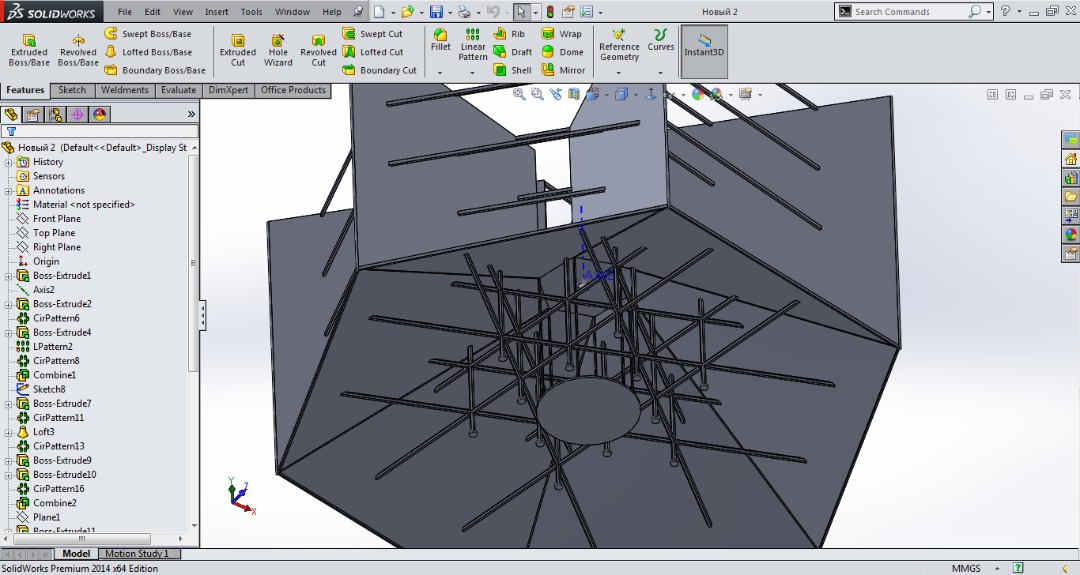 SOLIDWORKS File Edit View Insert Tools Window Help Новый 2 Search Commands
Extruded Boss/Base
Revolved Boss/Base
Swept Boss/Base
Lofted Boss/Base
Boundary Boss/Base
Extruded Cut
Hole Wizard
Revolved Cut
Swept Cut
Lofted Cut
Boundary Cut
Fillet
Linear Pattern
Rib
Draft
Shell
Wrap
Dome
Mirror
Reference Geometry
Curves
Instant3D
Features Sketch Weldments Evaluate DimXpert Office Products
Новый 2 (Default<<Default>_Display St
History
Sensors
Annotations
Material <not specified>
Front Plane
Top Plane
Right Plane
Origin
Boss-Extrude1
Axis2
Boss-Extrude2
CirPattern6
Boss-Extrude4
LPattern2
CirPattern8
Combine1
Sketch8
Boss-Extrude7
CirPattern11
Loft3
CirPattern13
Boss-Extrude9
Boss-Extrude10
CirPattern16
Combine2
Plane1
Boss-Extrude11
Y
Z
X
Model Motion Study 1
SolidWorks Premium 2014 x64 Edition MMGS